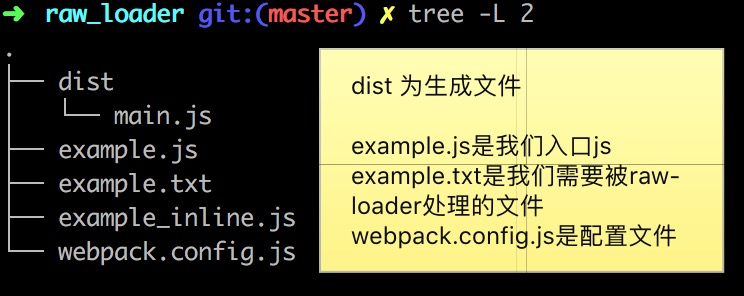 ➜ raw_loader git:(master) ✗ tree -L 2
.
├── dist
│   └── main.js
├── example.js
├── example.txt
├── example_inline.js
└── webpack.config.js
dist 为生成文件
example.js是我们入口js
example.txt是我们需要被raw-
loader处理的文件
webpack.config.js是配置文件